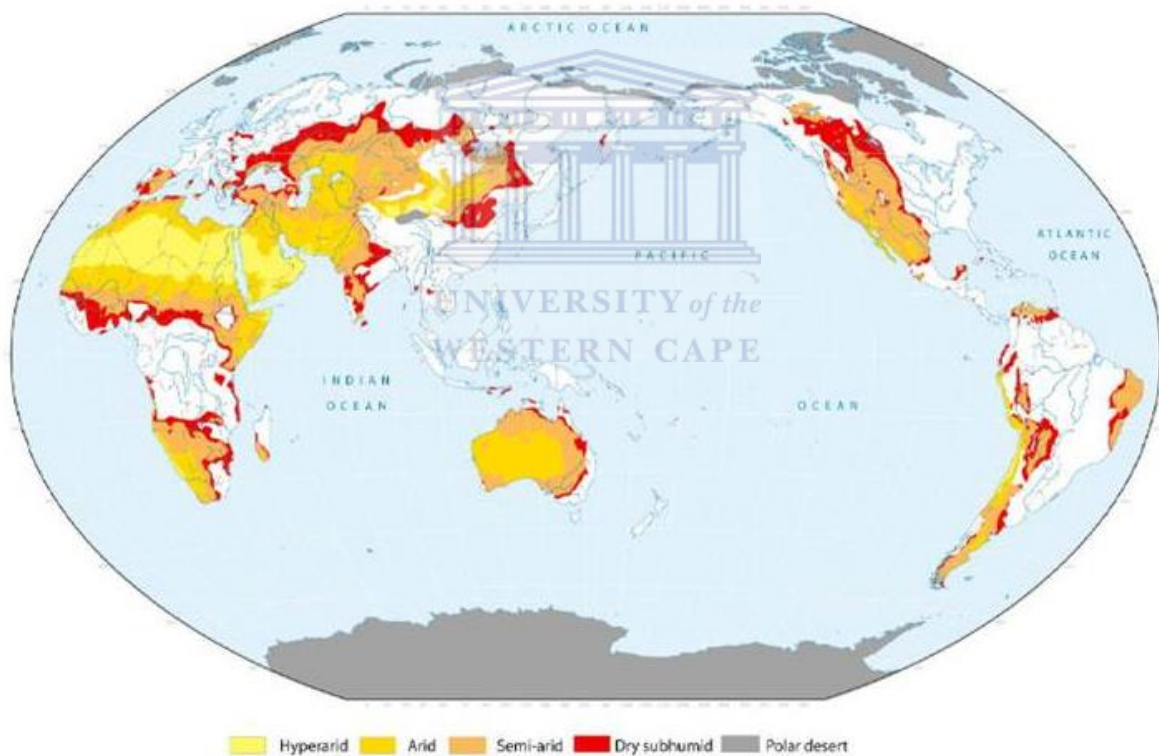 ARCTIC OCEAN
ATLANTIC
OCEAN
PACIFIC
UNIVERSITY of the
WESTERN CAPE
INDIAN
OCEAN
OCEAN
Hyperarid
Arid
Semi-arid
Dry subhumid
Polar desert